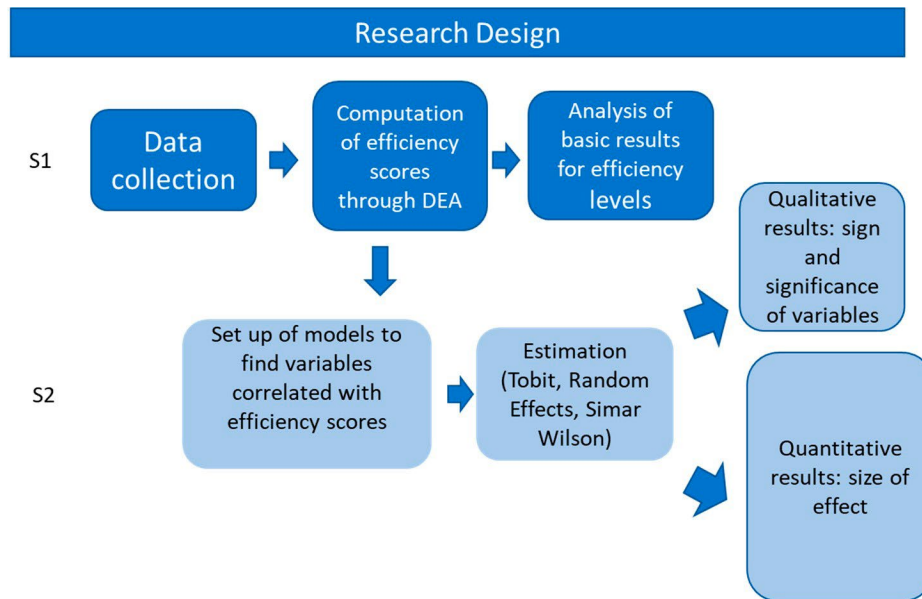 Research Design
S1
Data
collection
Computation
of efficiency
scores
through DEA
Analysis of
basic results
for efficiency
levels
Qualitative
results: sign
and
significance
of variables
S2
Set up of models to
find variables
correlated with
efficiency scores
Estimation
(Tobit, Random
Effects, Simar
Wilson)
Quantitative
results: size of
effect